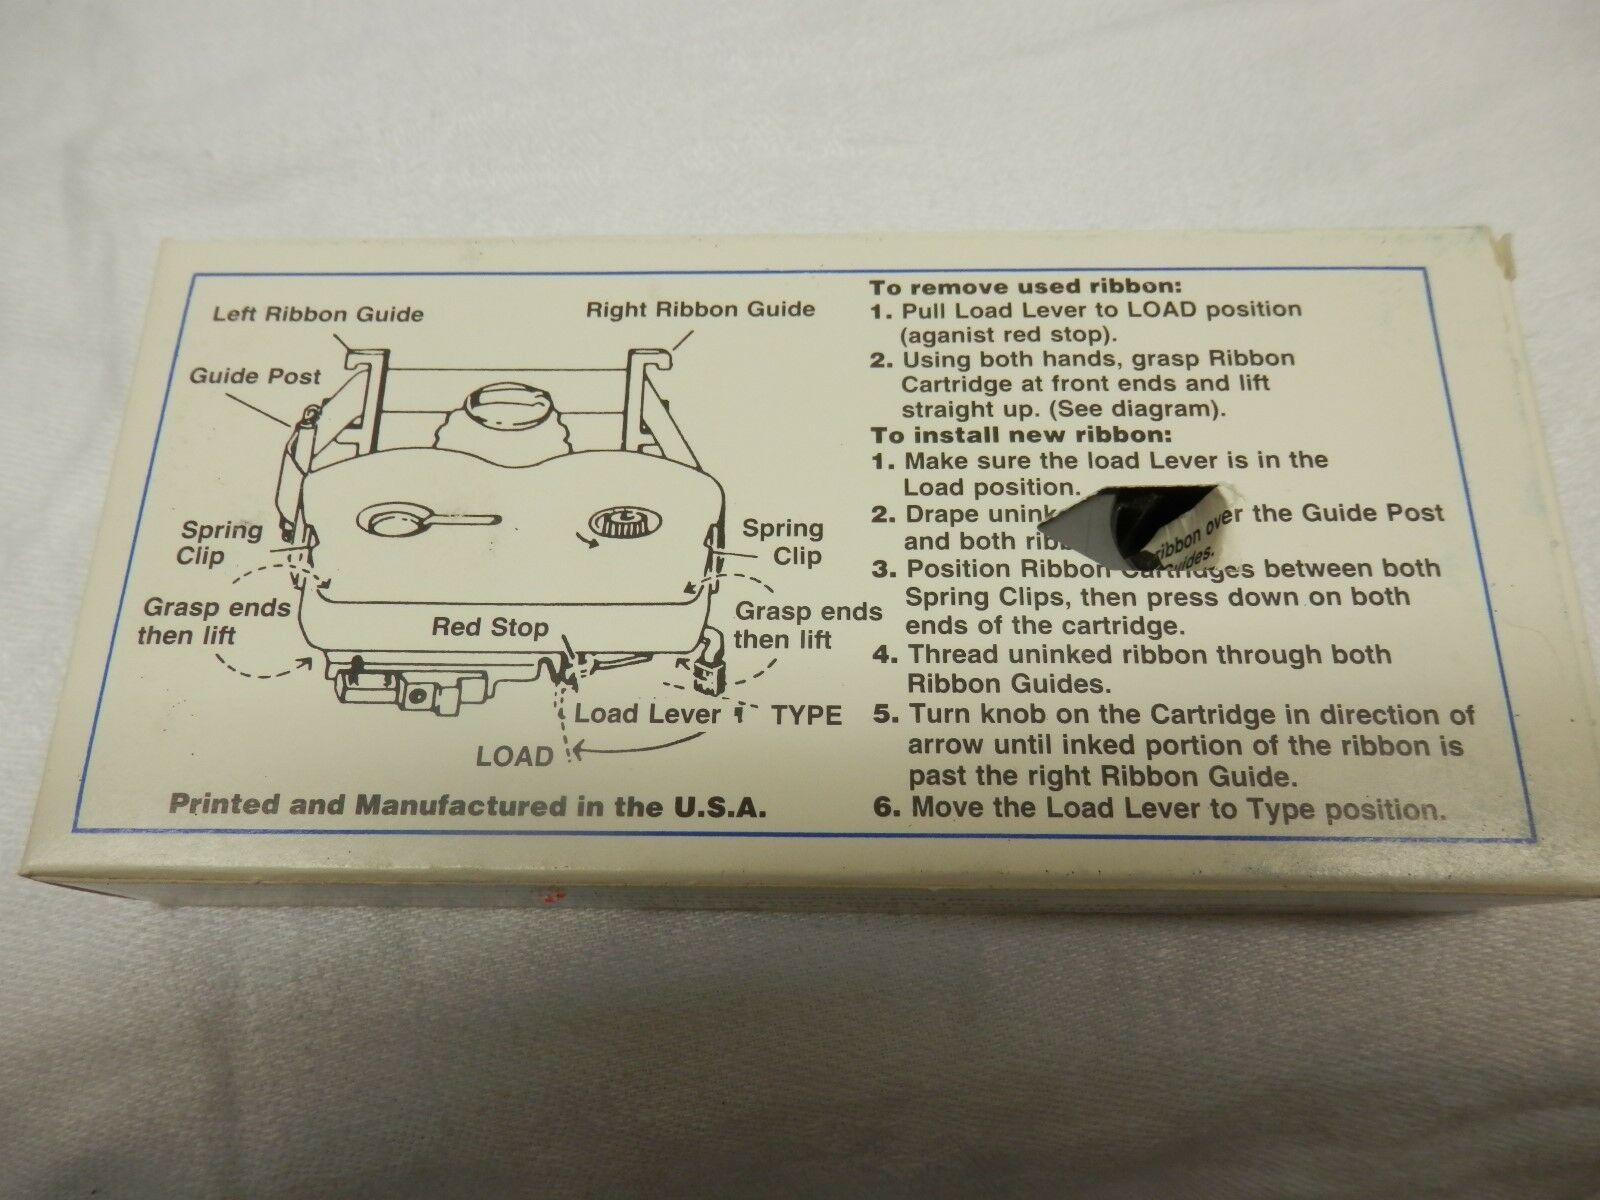 Left Ribbon Guide
Right Ribbon Guide
Guide Post
Spring
Clip
Spring
Clip
Grasp ends
then lift
Grasp ends
then lift
Red Stop
Load Lever
TYPE
LOAD
Printed and Manufactured in the U.S.A.
To remove used ribbon:
1. Pull Load Lever to LOAD position
(aganist red stop).
2. Using both hands, grasp Ribbon
Cartridge at front ends and lift
straight up. (See diagram).
To install new ribbon:
1. Make sure the load Lever is in the
Load position.
2. Drape the Guide Post
and both
ribbon over
3. Position Ribbon Cartridges between both
Spring Clips, then press down on both
ends of the cartridge.
4. Thread uninked ribbon through both
Ribbon Guides.
5. Turn knob on the Cartridge in direction of
arrow until inked portion of the ribbon is
past the right Ribbon Guide.
6. Move the Load Lever to Type position.